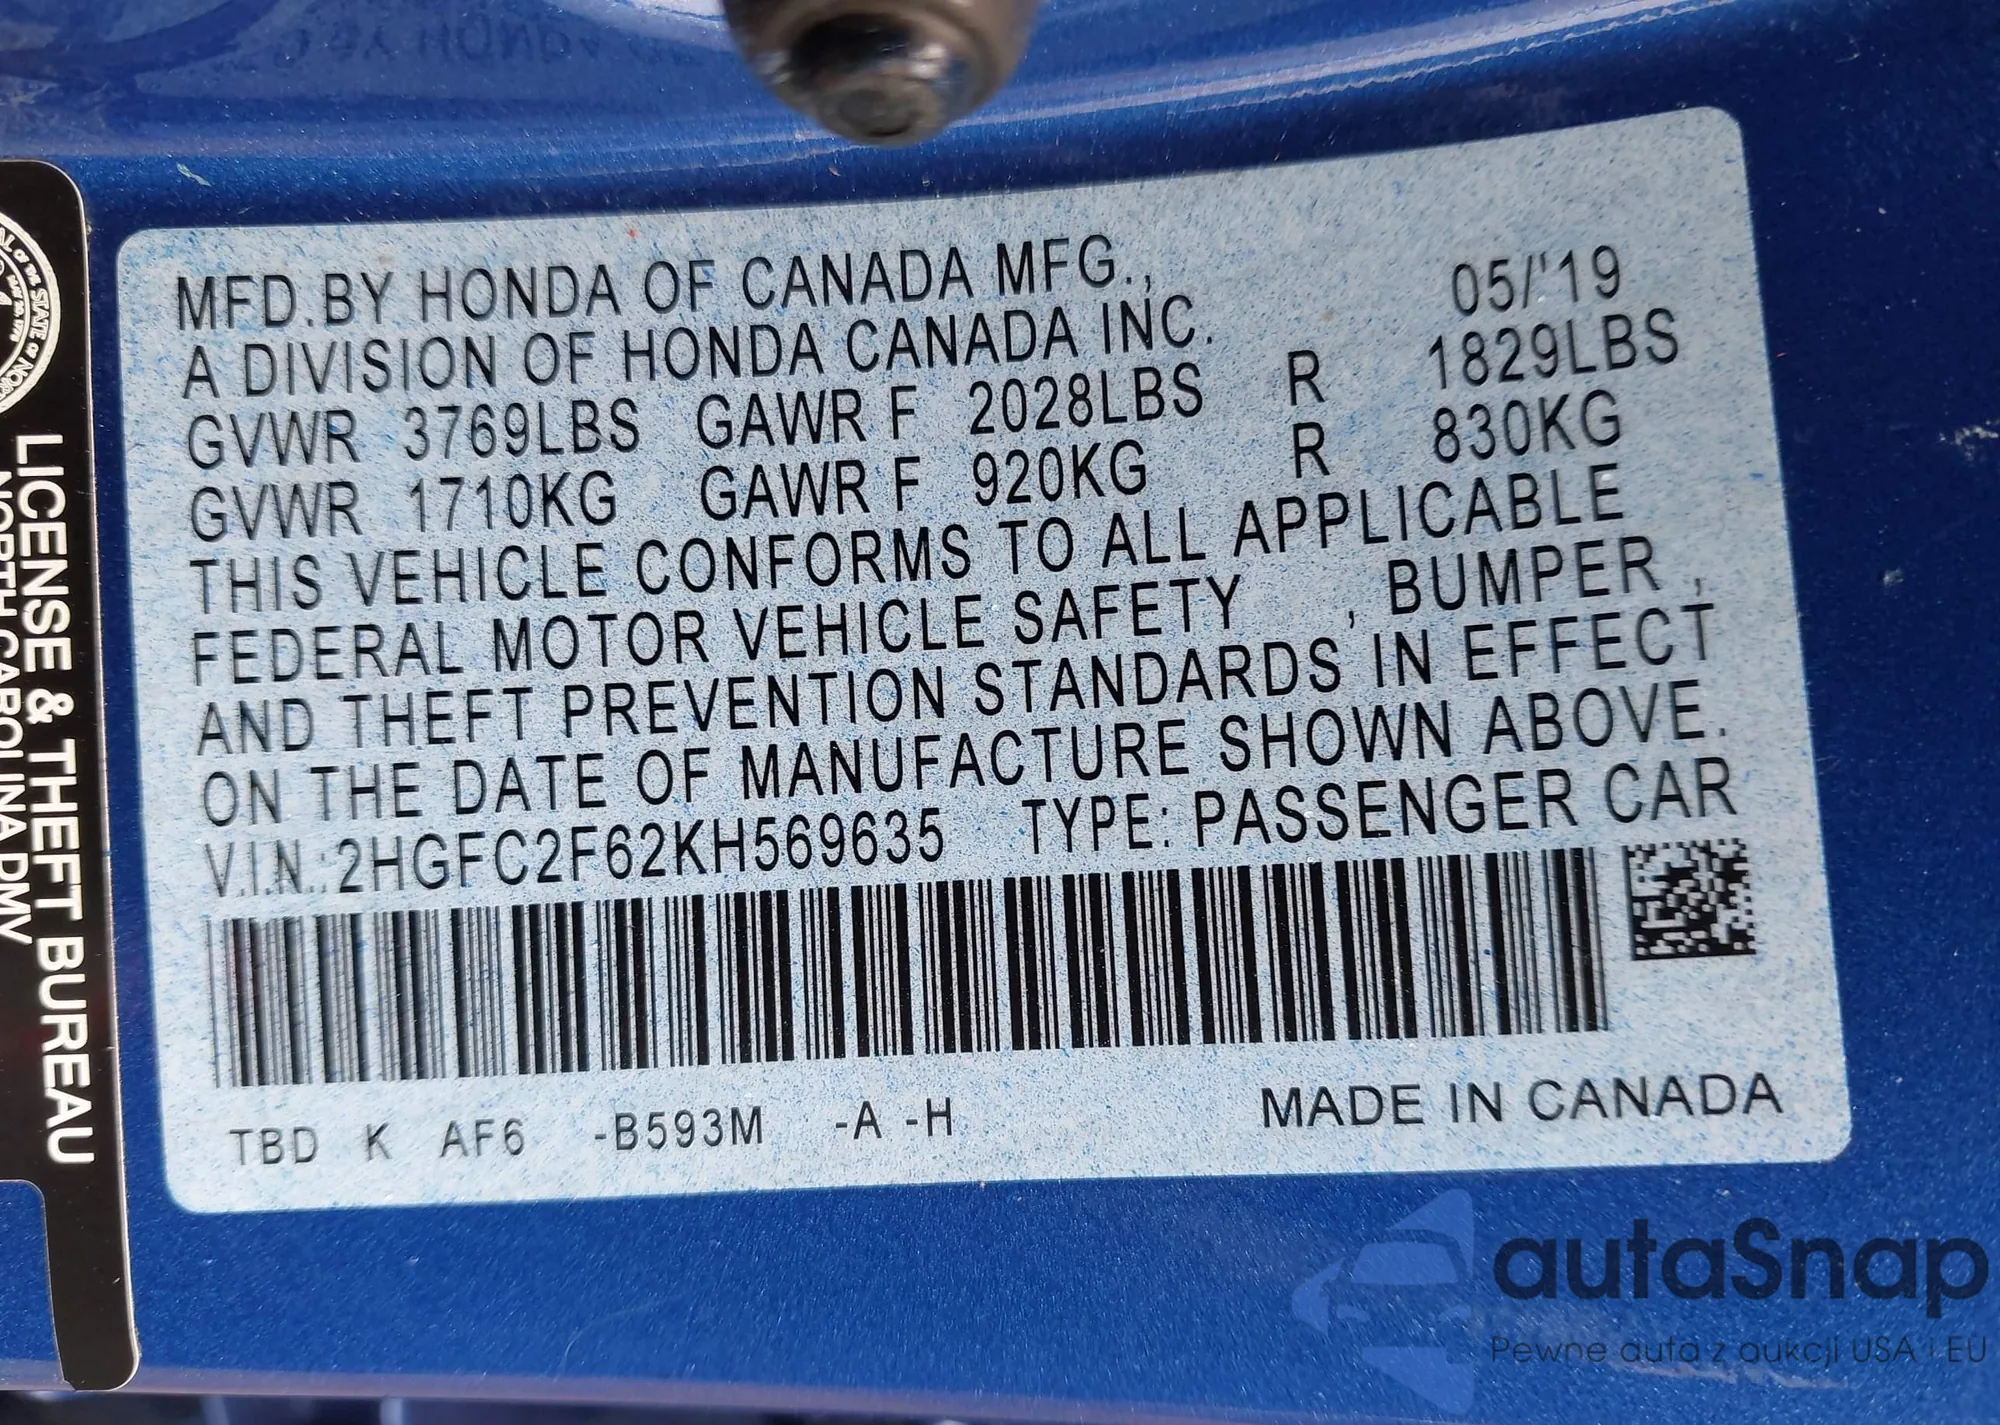 MFD.BY HONDA OF CANADA MFG., 05/'19
A DIVISION OF HONDA CANADA INC.
GVWR 3769LBS GAWR F 2028LBS R 1829LBS
GVWR 1710KG GAWR F 920KG R 830KG
THIS VEHICLE CONFORMS TO ALL APPLICABLE
FEDERAL MOTOR VEHICLE SAFETY , BUMPER ,
AND THEFT PREVENTION STANDARDS IN EFFECT
ON THE DATE OF MANUFACTURE SHOWN ABOVE.
V.I.N.:2HGFC2F62KH569635 TYPE: PASSENGER CAR
TBD K AF6 -B593M -A -H MADE IN CANADA
LICENSE & THEFT BUREAU
NORTH CAROLINA DMV
autaSnap
Pewne auta z aukcji USA i EU